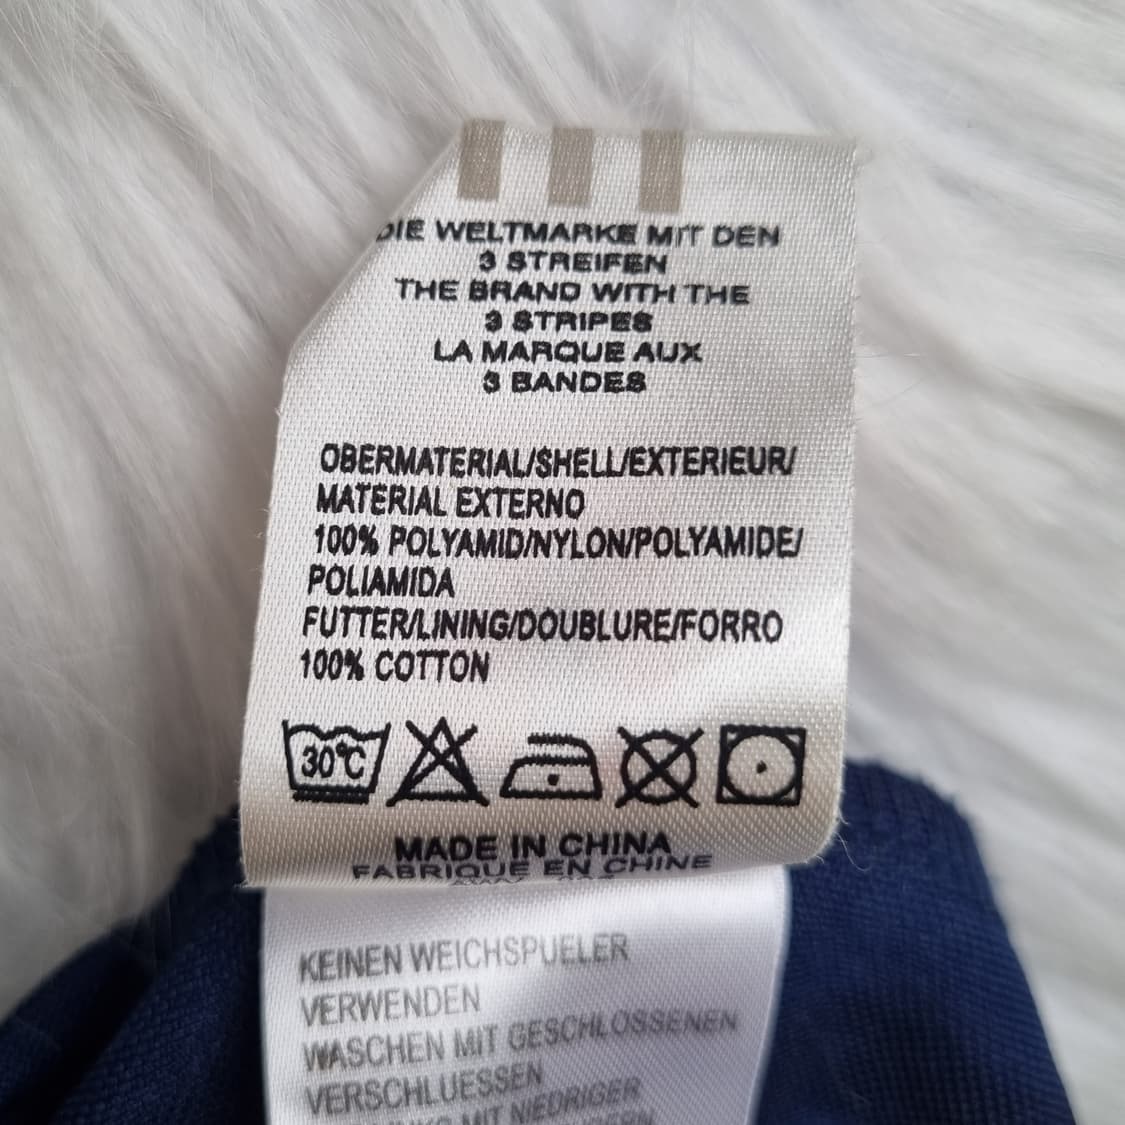 DIE WELTMARKE MIT DEN
3 STREIFEN
THE BRAND WITH THE
3 STRIPES
LA MARQUE AUX
3 BANDES
OBERMATERIAL/SHELL/EXTERIEUR/
MATERIAL EXTERNO
100% POLYAMID/NYLON/POLYAMIDE/
POLIAMIDA
FUTTER/LINING/DOUBLURE/FORRO
100% COTTON
30°C
MADE IN CHINA
FABRIQUE EN CHINE
KEINEN WEICHSPUELER
VERWENDEN
WASCHEN MIT GESCHLOSSENEN
VERSCHLUESSEN
MIT NIEDRIGER